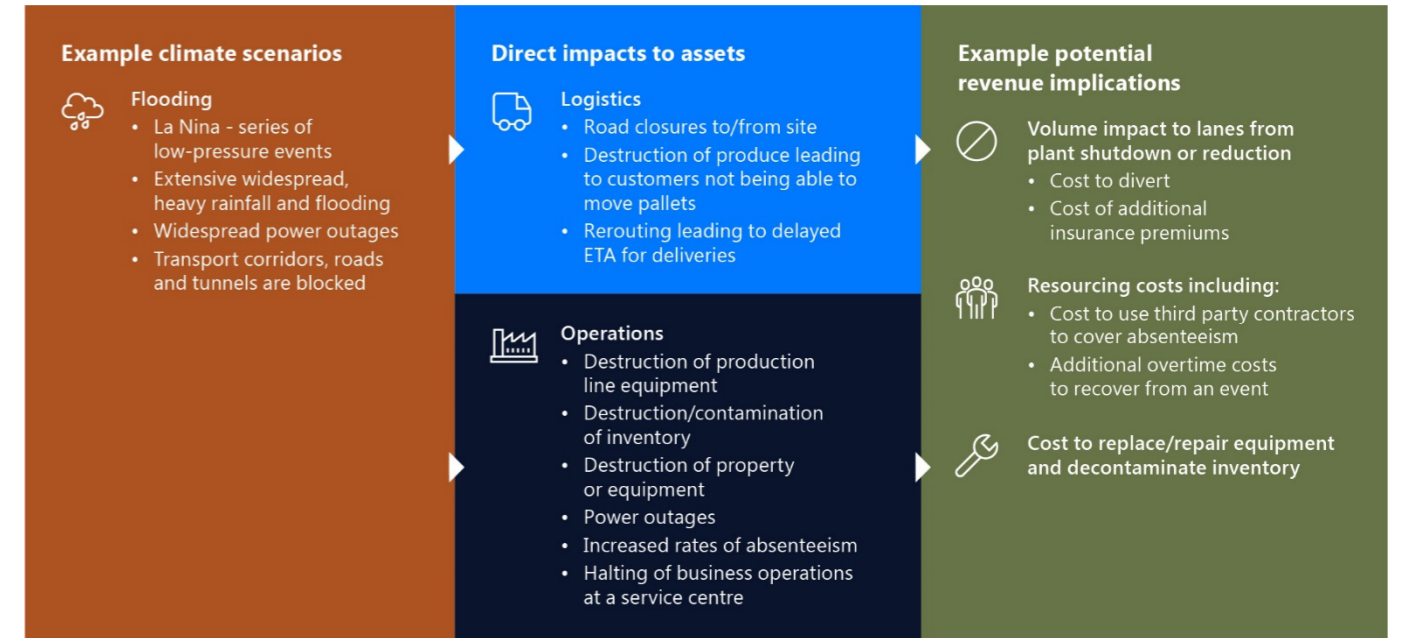 Example climate scenarios
Flooding
• La Nina - series of
low-pressure events
• Extensive widespread,
heavy rainfall and flooding
• Widespread power outages
• Transport corridors, roads
and tunnels are blocked
Direct impacts to assets
Logistics
• Road closures to/from site
• Destruction of produce leading
to customers not being able to
move pallets
• Rerouting leading to delayed
ETA for deliveries
Operations
• Destruction of production
line equipment
• Destruction/contamination
of inventory
• Destruction of property
or equipment
• Power outages
• Increased rates of absenteeism
• Halting of business operations
at a service centre
Example potential
revenue implications
Volume impact to lanes from
plant shutdown or reduction
• Cost to divert
• Cost of additional
insurance premiums
Resourcing costs including:
• Cost to use third party contractors
to cover absenteeism
• Additional overtime costs
to recover from an event
Cost to replace/repair equipment
and decontaminate inventory